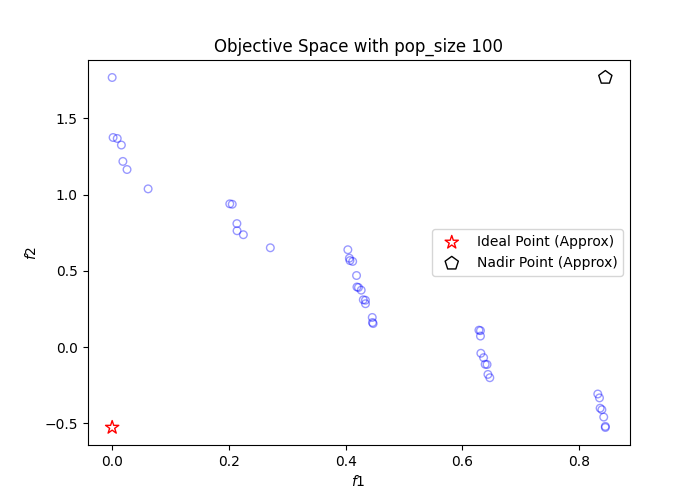 Objective Space with pop_size 100
f2
1.5
1.0
0.5
0.0
−0.5
Ideal Point (Approx)
Nadir Point (Approx)
0.0 0.2 0.4 0.6 0.8
f1